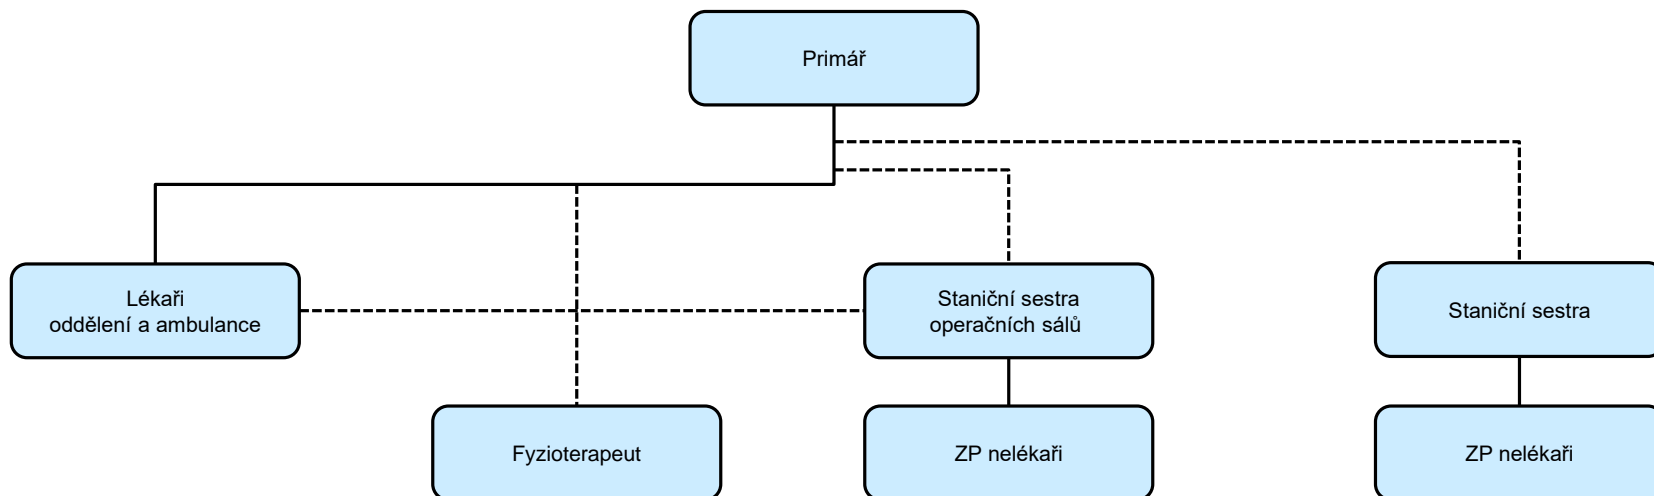 Primář
Lékaři
oddělení a ambulance
Staniční sestra
operačních sálů
Staniční sestra
Fyzioterapeut
ZP nelékaři
ZP nelékaři